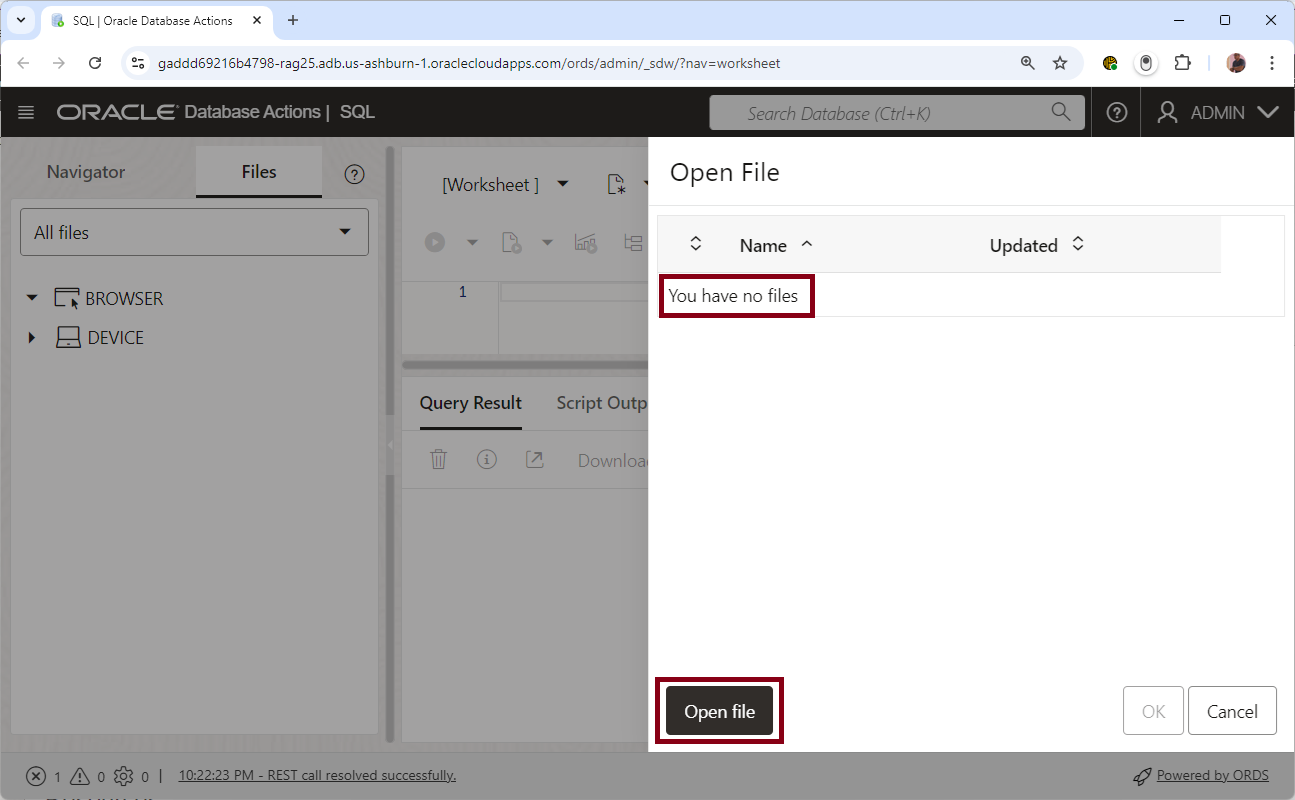 SQL | Oracle Database Actions
gaddd69216b4798-rag25.adb.us-ashburn-1.oraclecloudapps.com/ords/admin/_sdw/?nav=worksheet
ORACLE Database Actions | SQL
Search Database (Ctrl+K)
ADMIN
Navigator
Files
All files
BROWSER
DEVICE
[Worksheet ]
1
Query Result
Script Outp
Downloa
Open File
Name
Updated
You have no files
Open file
OK
Cancel
1 0 0 | 10:22:23 PM - REST call resolved successfully.
Powered by ORDS